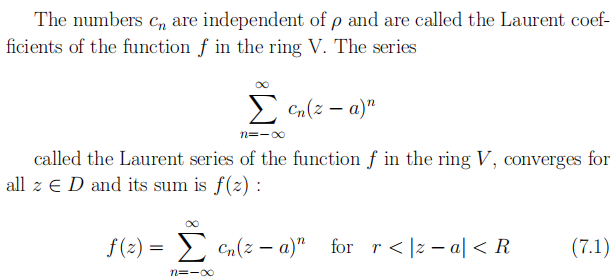 The numbers $c_n$ are independent of $\rho$ and are called the Laurent coef-
ficients of the function $f$ in the ring V. The series
$$\sum_{n=-\infty}^{\infty} c_n(z-a)^n$$
called the Laurent series of the function $f$ in the ring $V$, converges for
all $z \in D$ and its sum is $f(z)$ :
$$f(z) = \sum_{n=-\infty}^{\infty} c_n(z-a)^n \quad \text{for} \quad r < |z-a| < R \qquad (7.1)$$